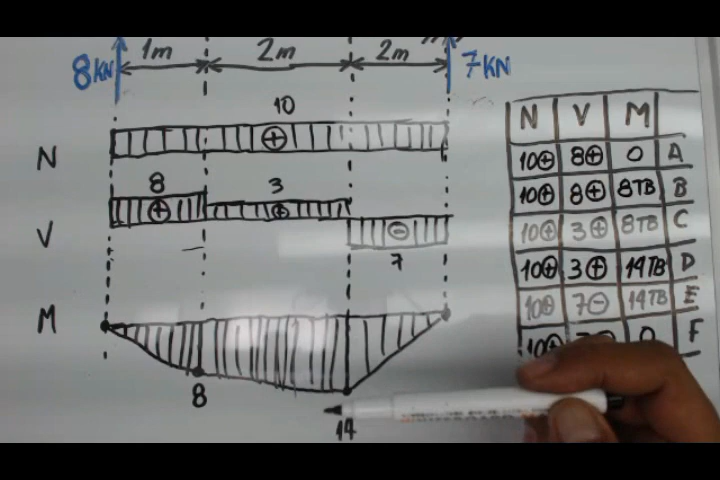 8KN 1m 2m 2m 7KN
10
N ⊕
8 3
V ⊕ ⊕ ⊖
7
M
8
14
N V M
10⊕ 8⊕ 0 A
10⊕ 8⊕ 8TB B
10⊕ 3⊕ 8TB C
10⊕ 3⊕ 14TB D
10⊕ 7⊖ 14TB E
10⊕ 0 F